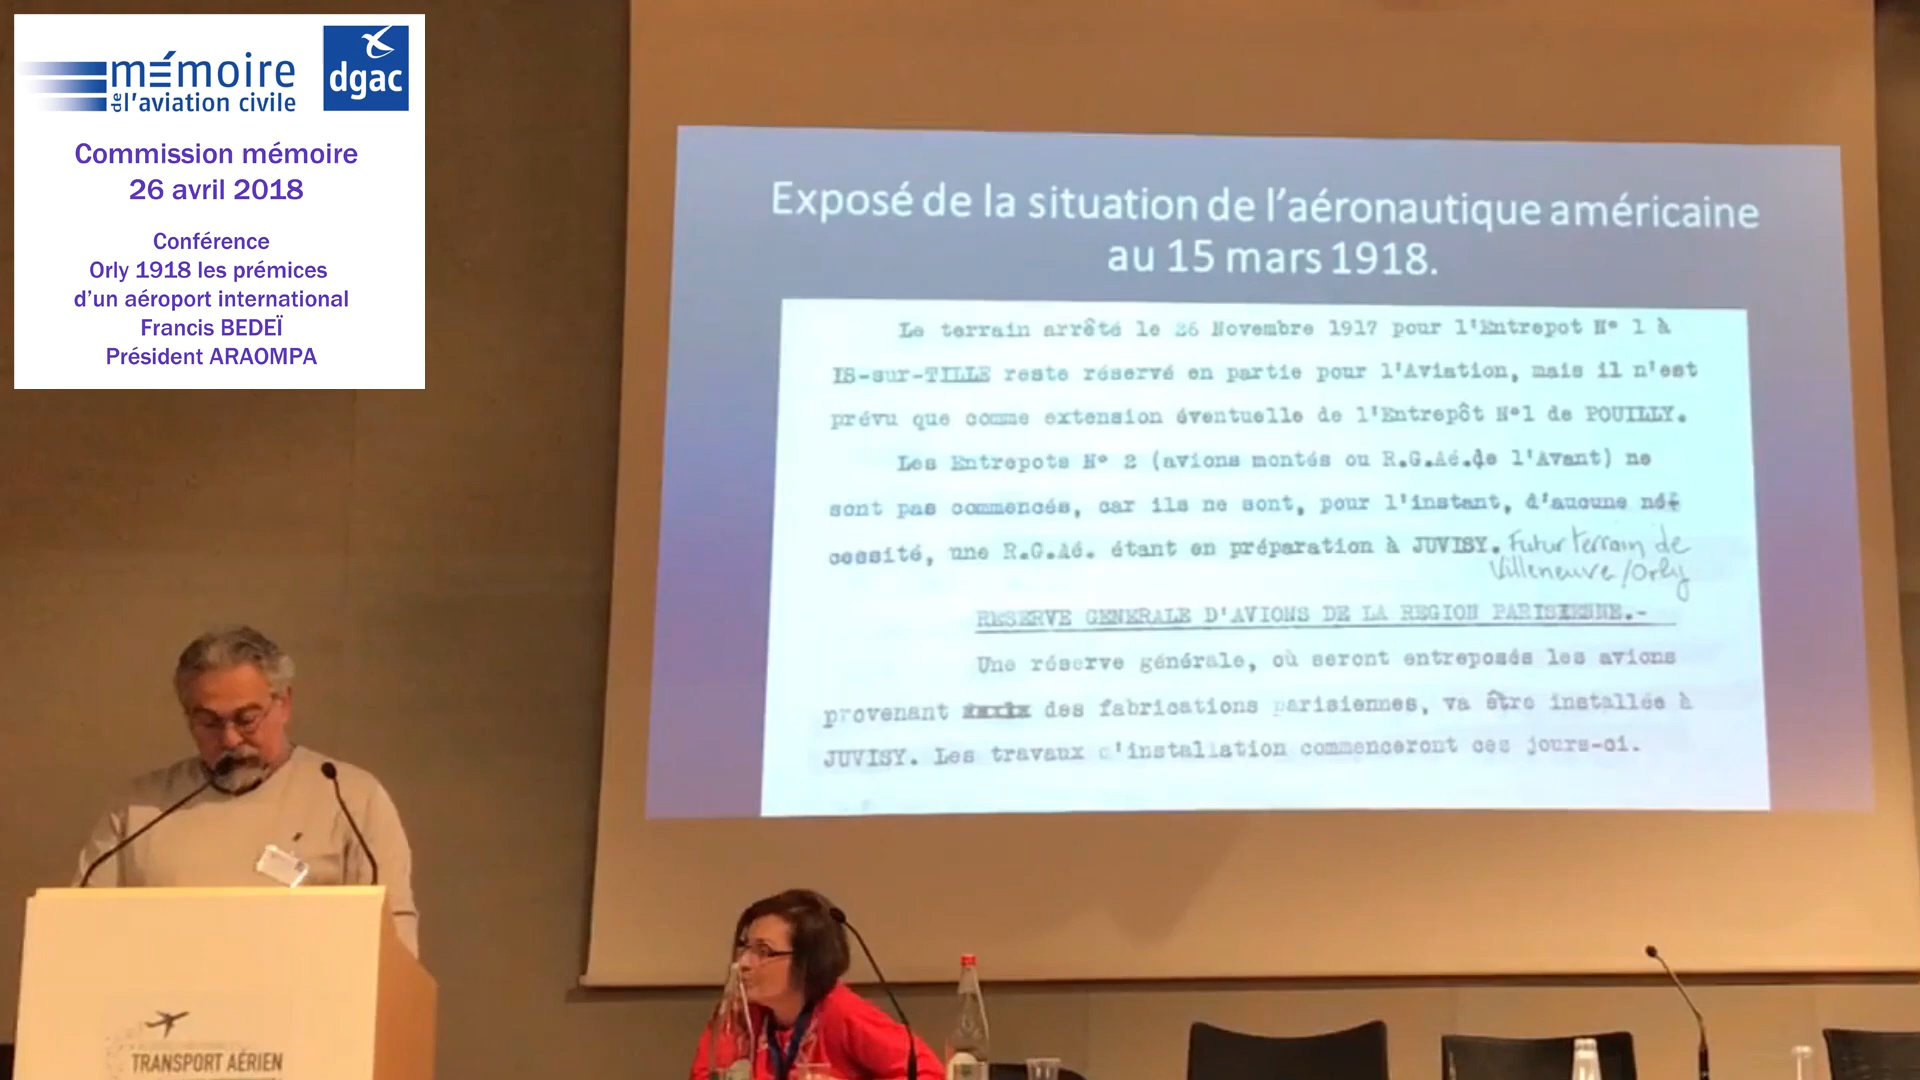 mémoire
de l'aviation civile
dgac
Commission mémoire
26 avril 2018
Conférence
Orly 1918 les prémices
d'un aéroport international
Francis BEDEÏ
Président ARAOMPA
Exposé de la situation de l'aéronautique américaine
au 15 mars 1918.
Le terrain arrêté le 26 Novembre 1917 pour l'Entrepot N° 1 à
IS-sur-TILLE reste réservé en partie pour l'Aviation, mais il n'est
prévu que comme extension éventuelle de l'Entrepôt N°1 de POUILLY.
Les Entrepots N° 2 (avions montés ou R.G.Aé.de l'Avant) ne
sont pas commencés, car ils ne sont, pour l'instant, d'aucune né-
cessité, une R.G.Aé. étant en préparation à JUVISY. Futur terrain de
Villeneuve/Orly
RESERVE GENERALE D'AVIONS DE LA REGION PARISIENNE.-
Une réserve générale, où seront entreposés les avions
provenant des fabrications parisiennes, va être installée à
JUVISY. Les travaux d'installation commenceront ces jours-ci.
TRANSPORT AÉRIEN